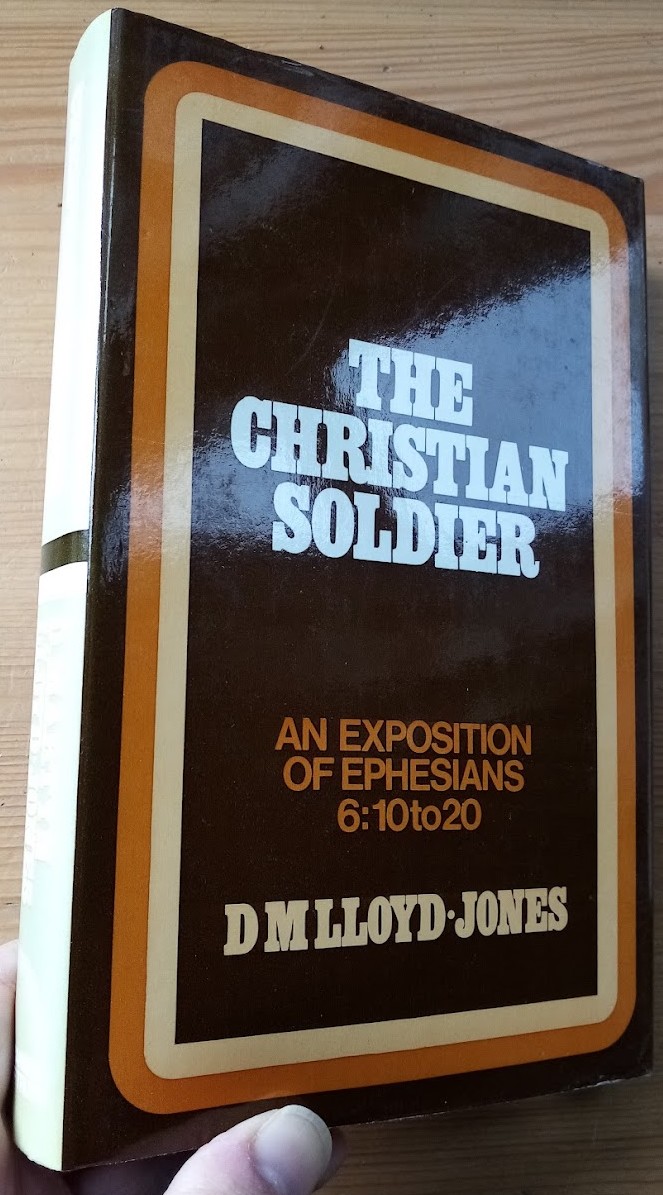 THE
CHRISTIAN
SOLDIER
AN EXPOSITION
OF EPHESIANS
6:10to20
D M LLOYD·JONES